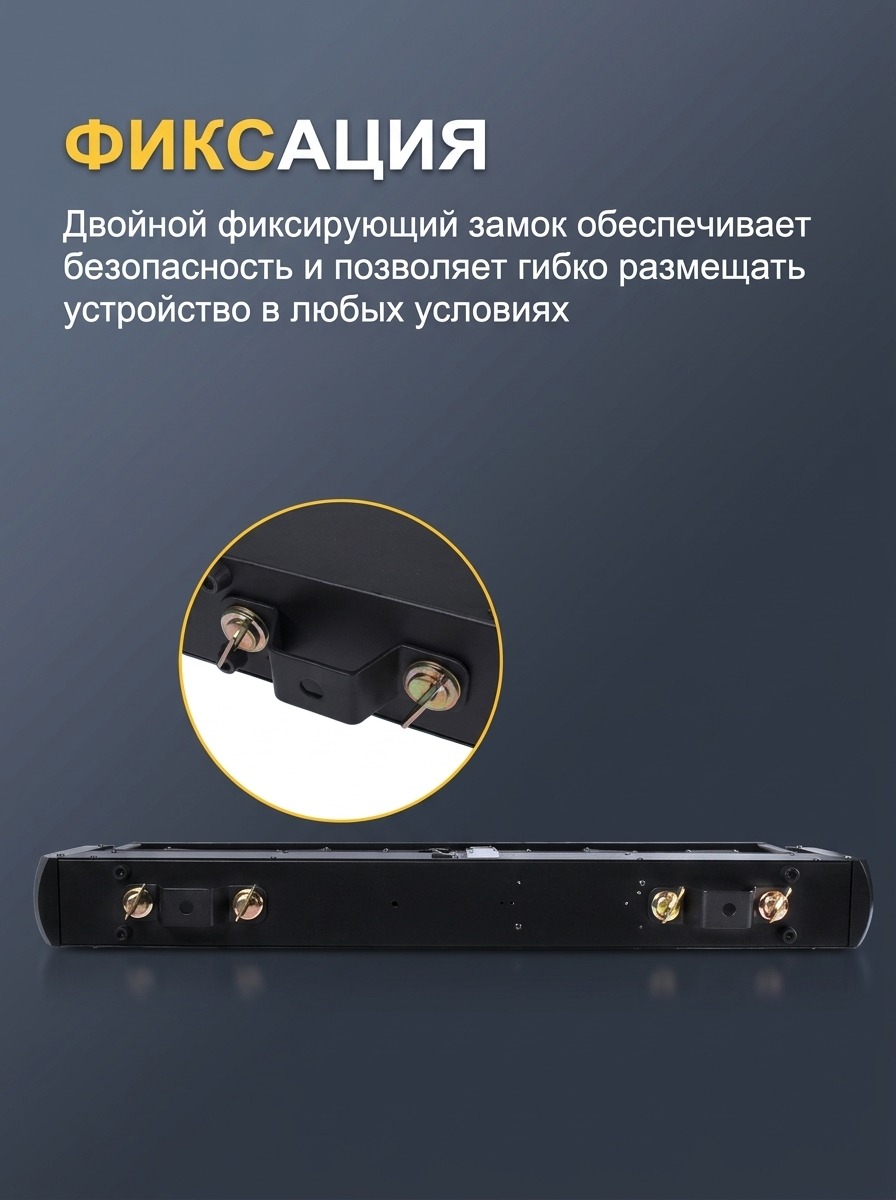 ФИКСАЦИЯ
Двойной фиксирующий замок обеспечивает
безопасность и позволяет гибко размещать
устройство в любых условиях